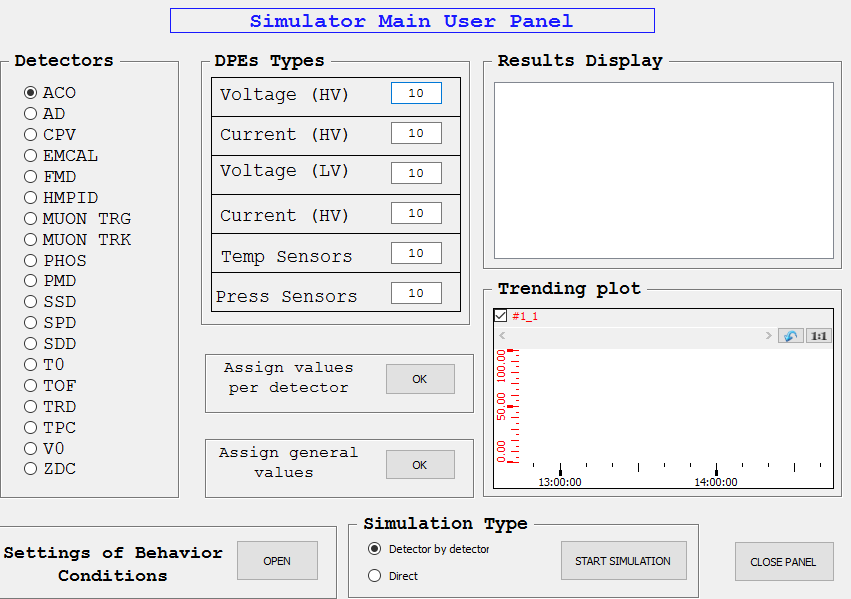 Simulator Main User Panel
Detectors
ACO
AD
CPV
EMCAL
FMD
HMPID
MUON TRG
MUON TRK
PHOS
PMD
SSD
SPD
SDD
T0
TOF
TRD
TPC
V0
ZDC
DPEs Types
Voltage (HV) 10
Current (HV) 10
Voltage (LV) 10
Current (HV) 10
Temp Sensors 10
Press Sensors 10
Assign values
per detector
OK
Assign general
values
OK
Results Display
Trending plot
#1_1
1:1
100.00
50.00
0.00
13:00:00 14:00:00
Settings of Behavior
Conditions
OPEN
Simulation Type
Detector by detector
Direct
START SIMULATION
CLOSE PANEL